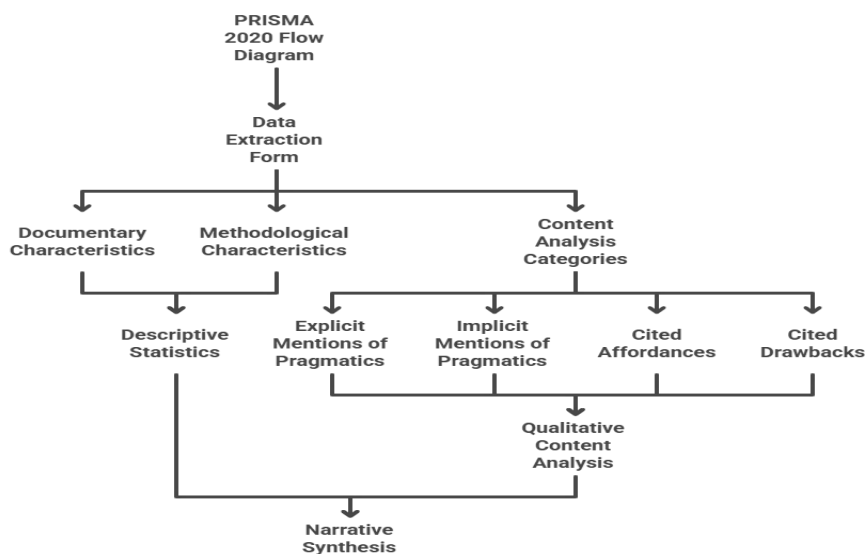 PRISMA
2020 Flow
Diagram
Data
Extraction
Form
Documentary
Characteristics
Methodological
Characteristics
Content
Analysis
Categories
Descriptive
Statistics
Explicit
Mentions of
Pragmatics
Implicit
Mentions of
Pragmatics
Cited
Affordances
Cited
Drawbacks
Qualitative
Content
Analysis
Narrative
Synthesis